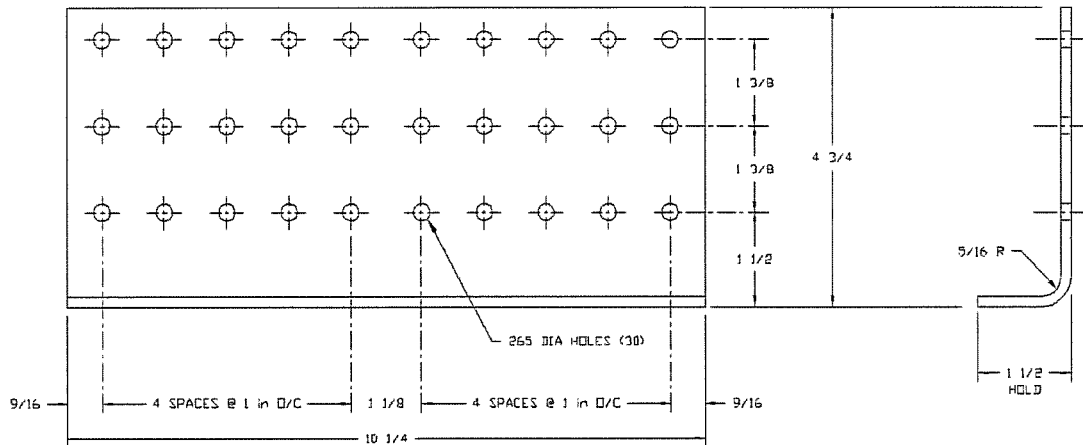 1 3/8
4 3/4
1 3/8
5/16 R
1 1/2
265 DIA HOLES (30)
1 1/2
HOLD
9/16
4 SPACES @ 1 in O/C
1 1/8
4 SPACES @ 1 in O/C
9/16
10 1/4